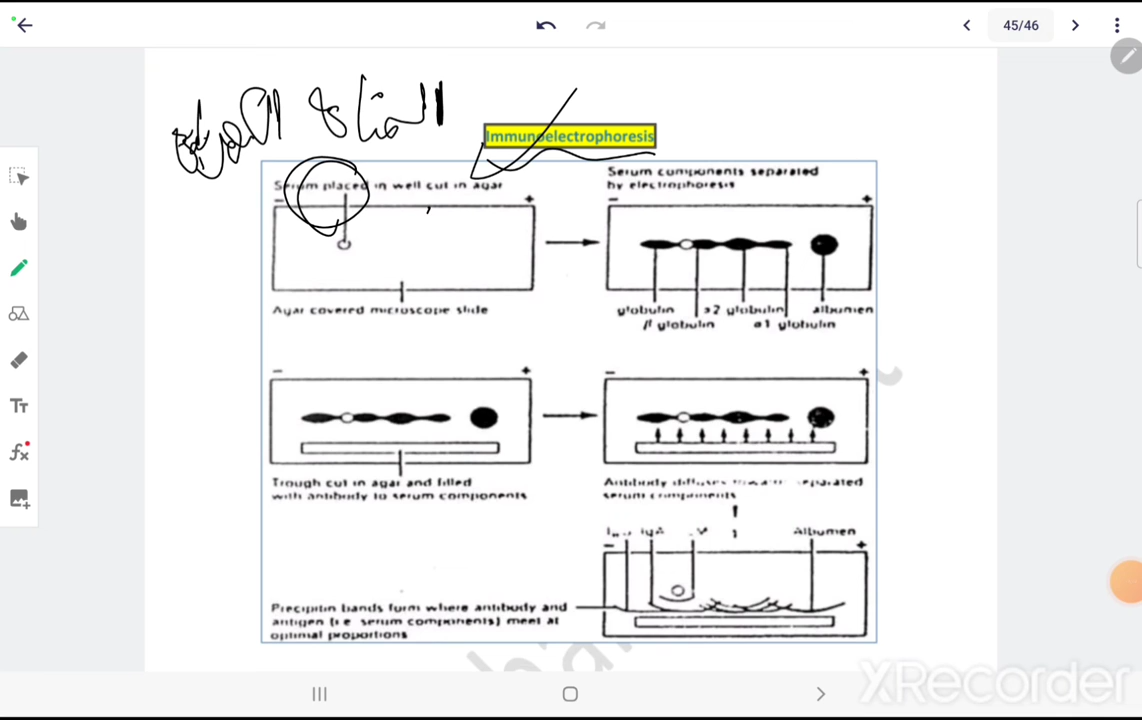 45/46
Immunoelectrophoresis
Serum placed in well cut in agar
Serum components separated
by electrophoresis
- +
- +
Agar covered microscope slide
globulin α2 globulin albumen
β globulin α1 globulin
- +
- +
Trough cut in agar and filled
with antibody to serum components
Antibody diffuses separated
serum components
IgA Albumen
- +
Precipitin bands form where antibody and
antigen (i.e serum components) meet at
optimal proportions
Tт
fx
XRecorder